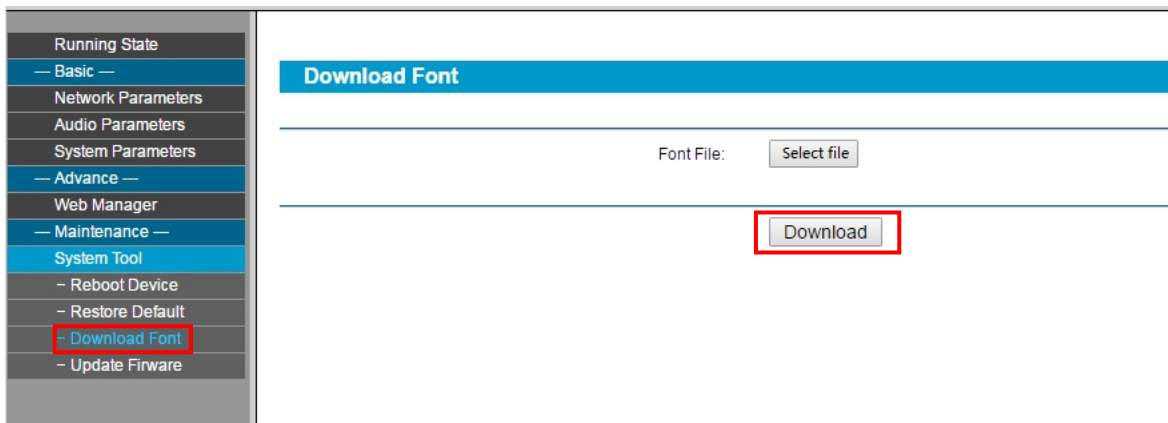 Running State
--- Basic ---
Network Parameters
Audio Parameters
System Parameters
--- Advance ---
Web Manager
--- Maintenance ---
System Tool
- Reboot Device
- Restore Default
- Download Font
- Update Firware
Download Font
Font File: Select file
Download